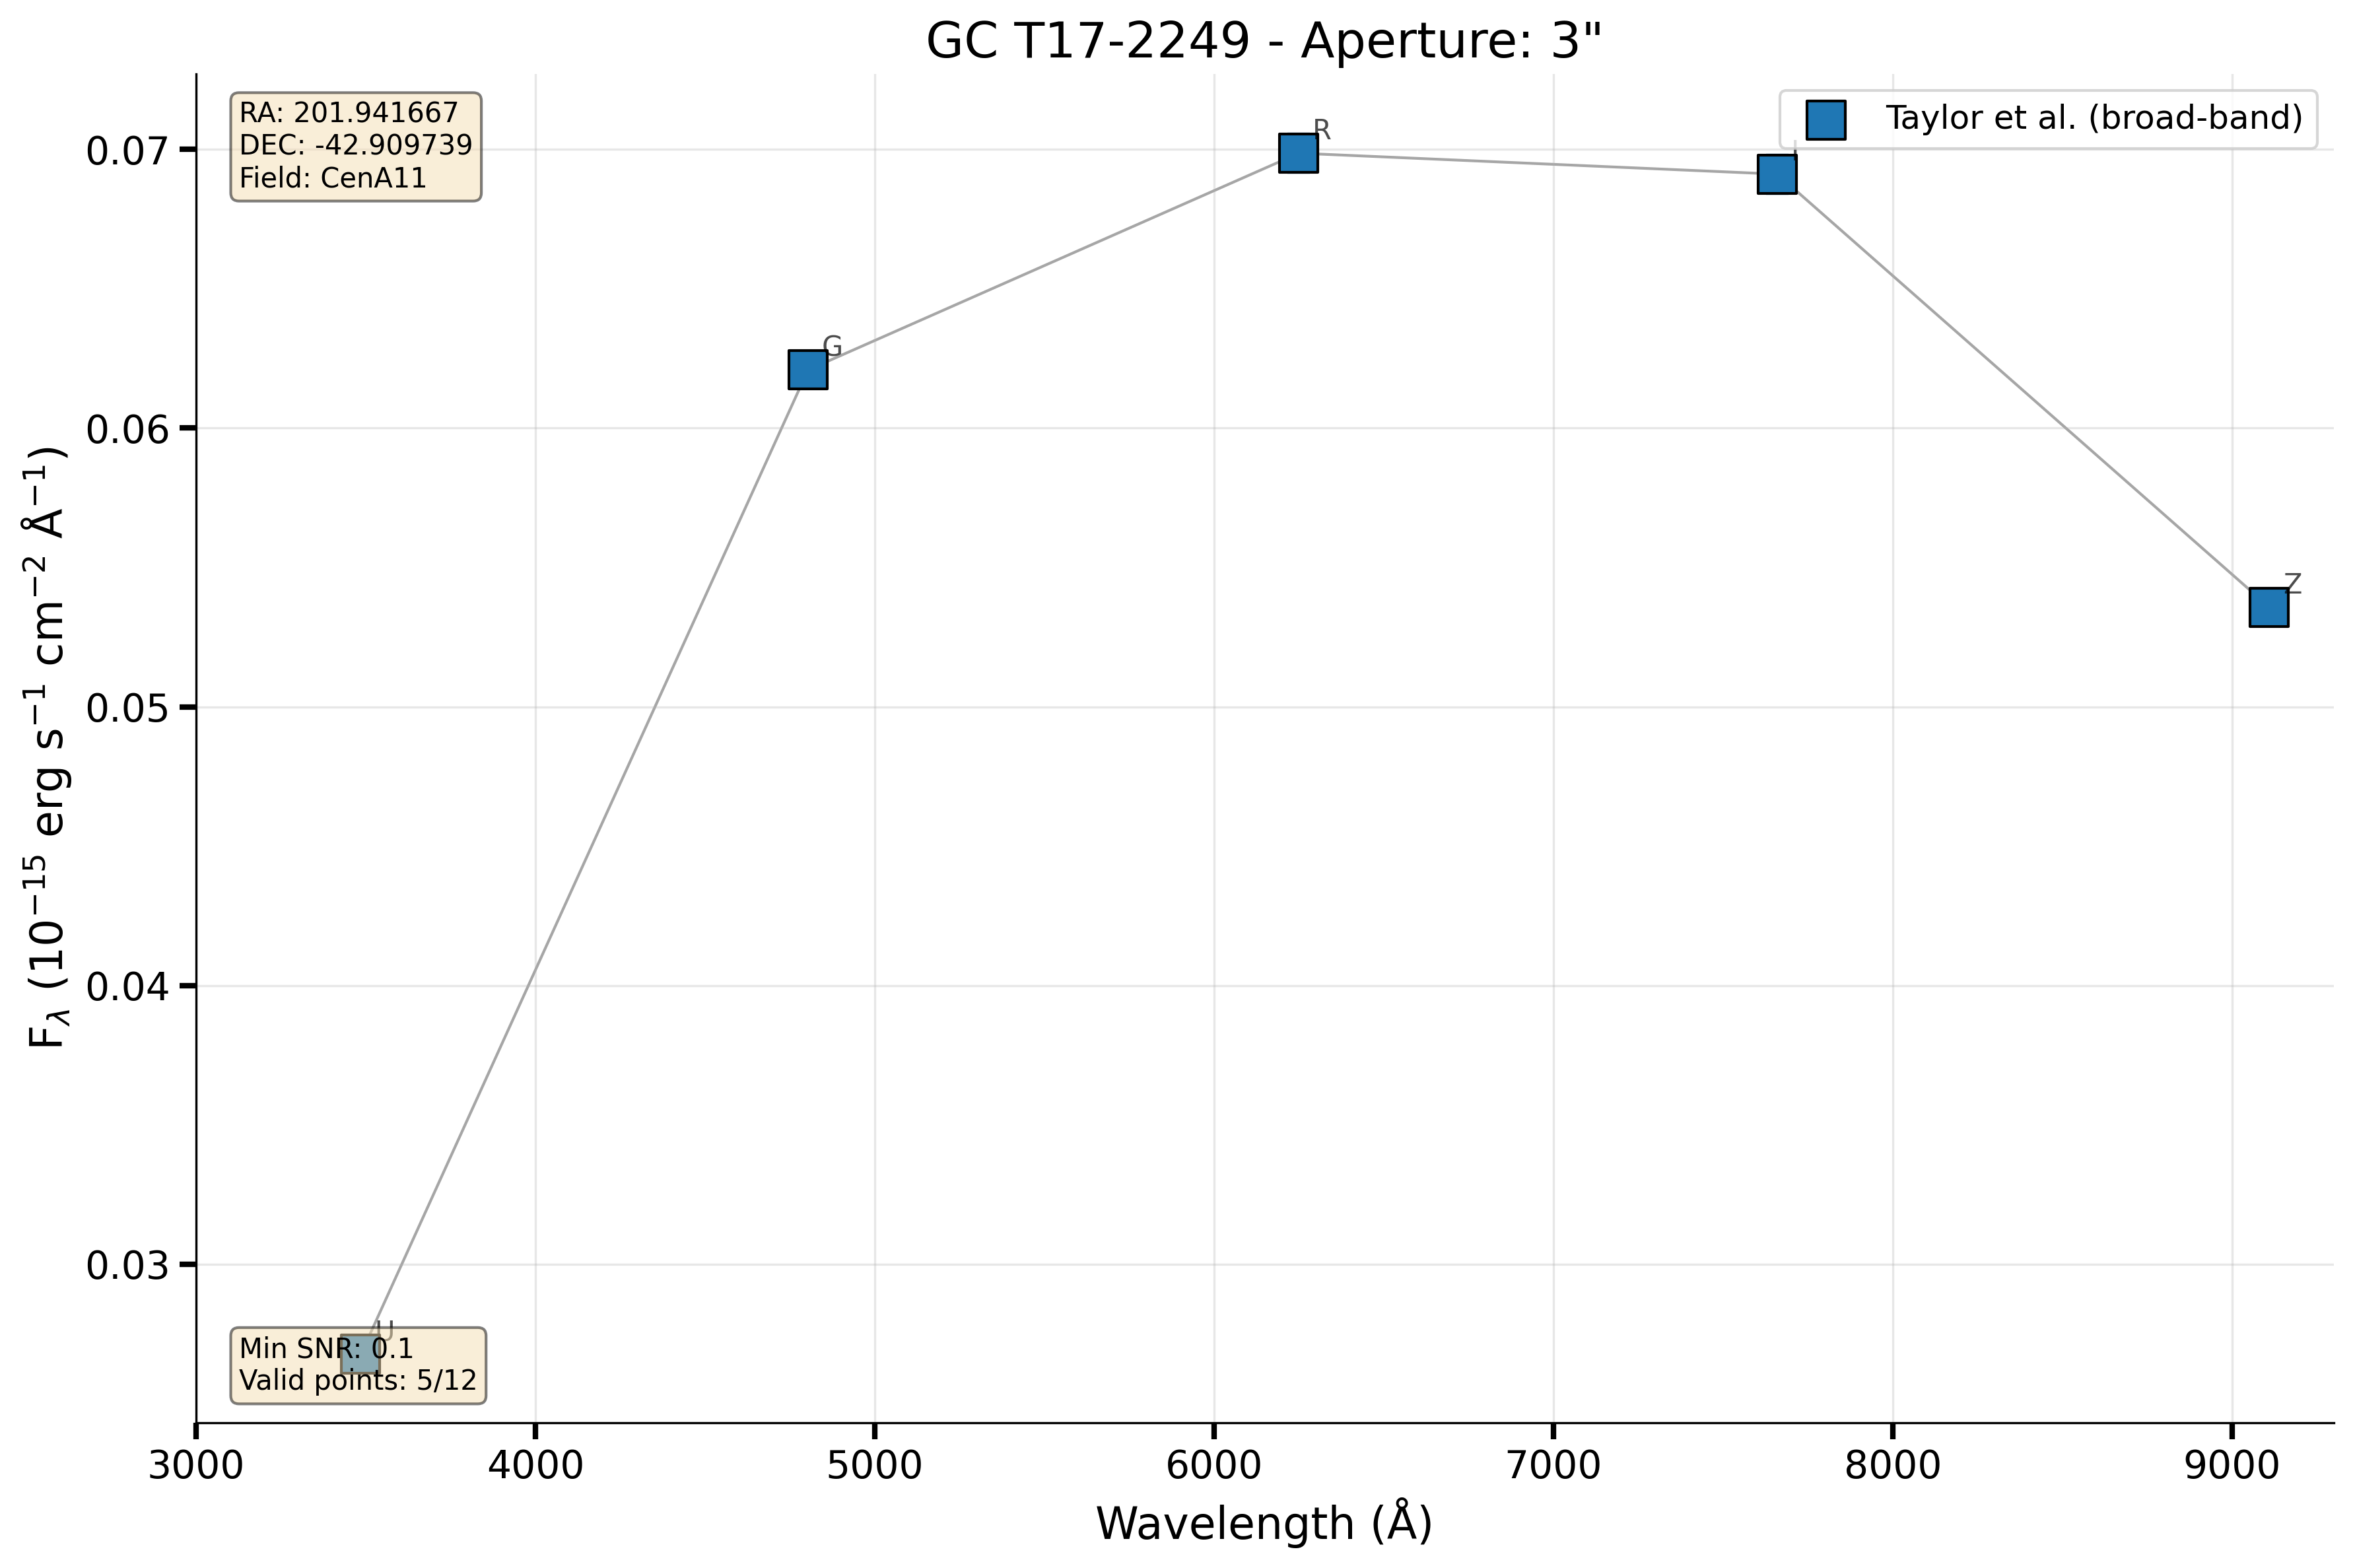 GC T17-2249 - Aperture: 3"
RA: 201.941667
DEC: -42.909739
Field: CenA11
Taylor et al. (broad-band)
R
G
Z
U
Min SNR: 0.1
Valid points: 5/12
0.07
0.06
0.05
0.04
0.03
F_λ (10⁻¹⁵ erg s⁻¹ cm⁻² Å⁻¹)
3000 4000 5000 6000 7000 8000 9000
Wavelength (Å)